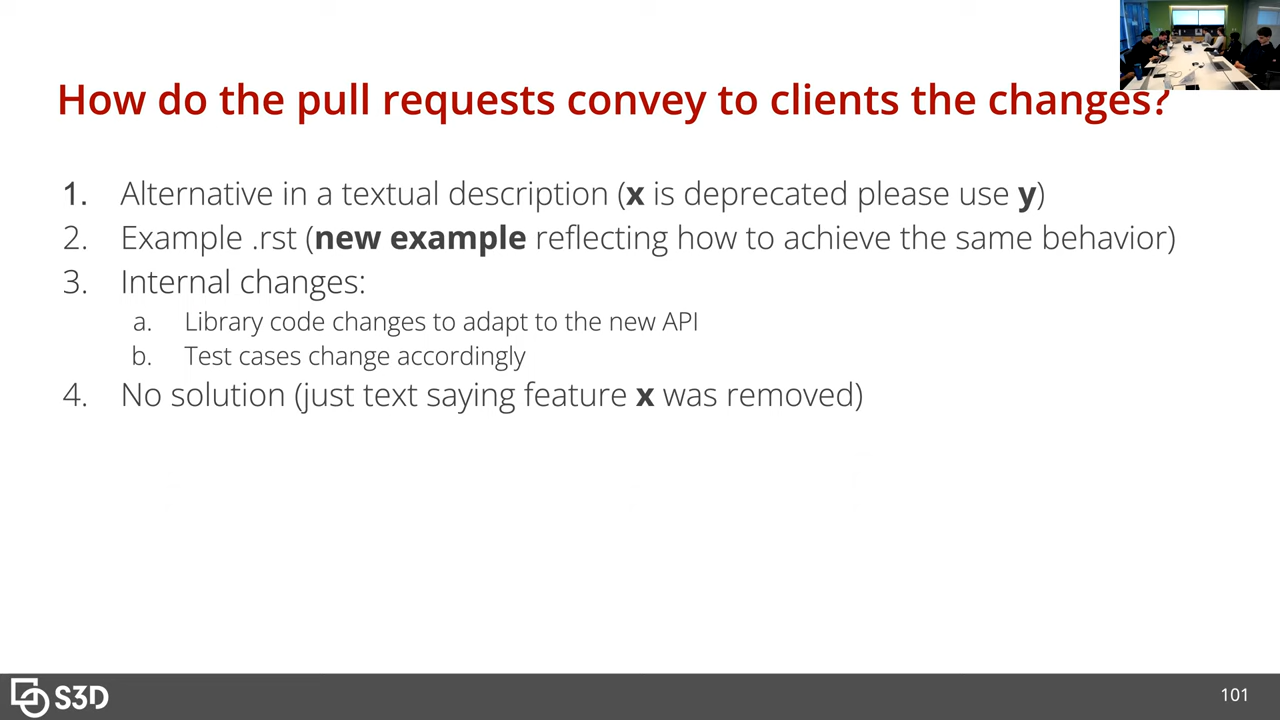 How do the pull requests convey to clients the changes?
1. Alternative in a textual description (x is deprecated please use y)
2. Example .rst (new example reflecting how to achieve the same behavior)
3. Internal changes:
a. Library code changes to adapt to the new API
b. Test cases change accordingly
4. No solution (just text saying feature x was removed)
S3D
101